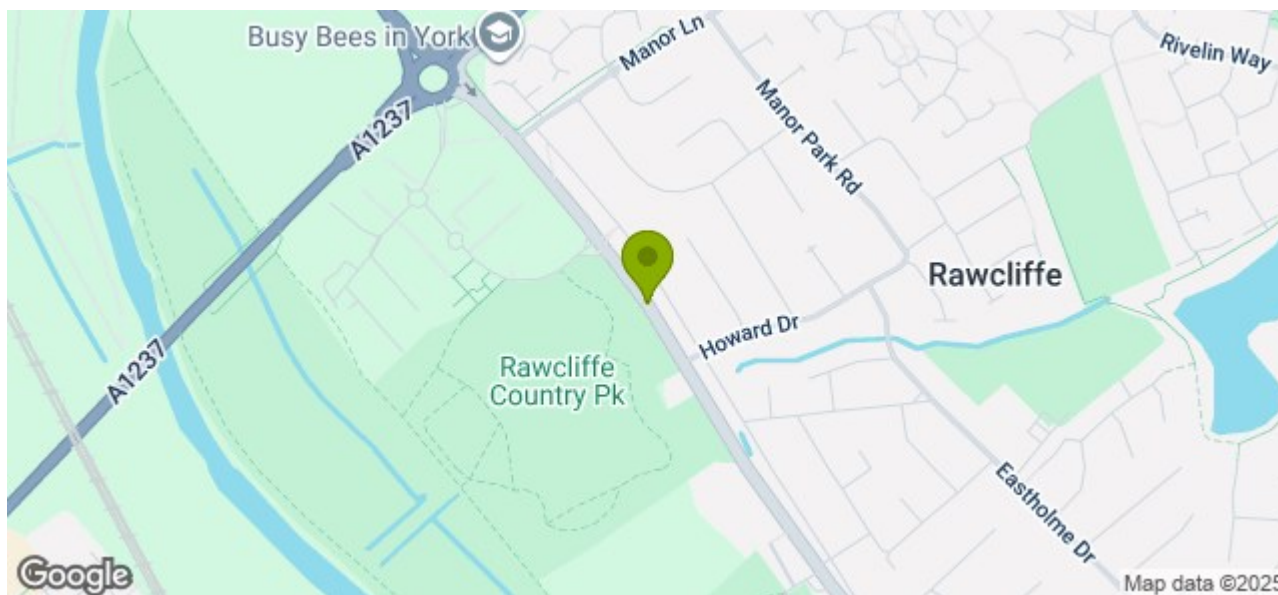 Busy Bees in York
Manor Ln
Rivelin Way
A1237
Manor Park Rd
Rawcliffe
Howard Dr
A1237
Rawcliffe
Country Pk
Eastholme Dr
Google
Map data ©2025